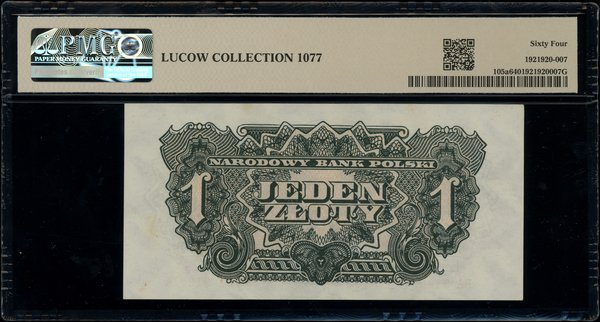 PMG
PAPER MONEY GUARANTY
LUCOW COLLECTION 1077
Sixty Four
1921920-007
105a6401921920007G
NARODOWY BANK POLSKI
1 JEDEN 1
ZŁOTY